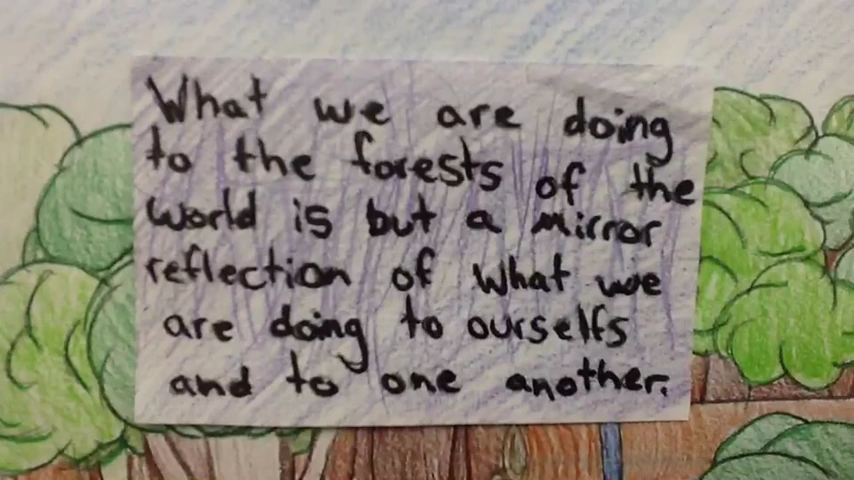 What we are doing
to the forests of the
world is but a mirror
reflection of what we
are doing to ourselfs
and to one another.